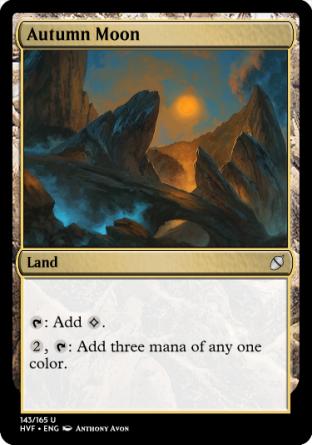 Autumn Moon
Land
: Add .
2, : Add three mana of any one
color.
143/165 U
HVF • ENG Anthony Avon